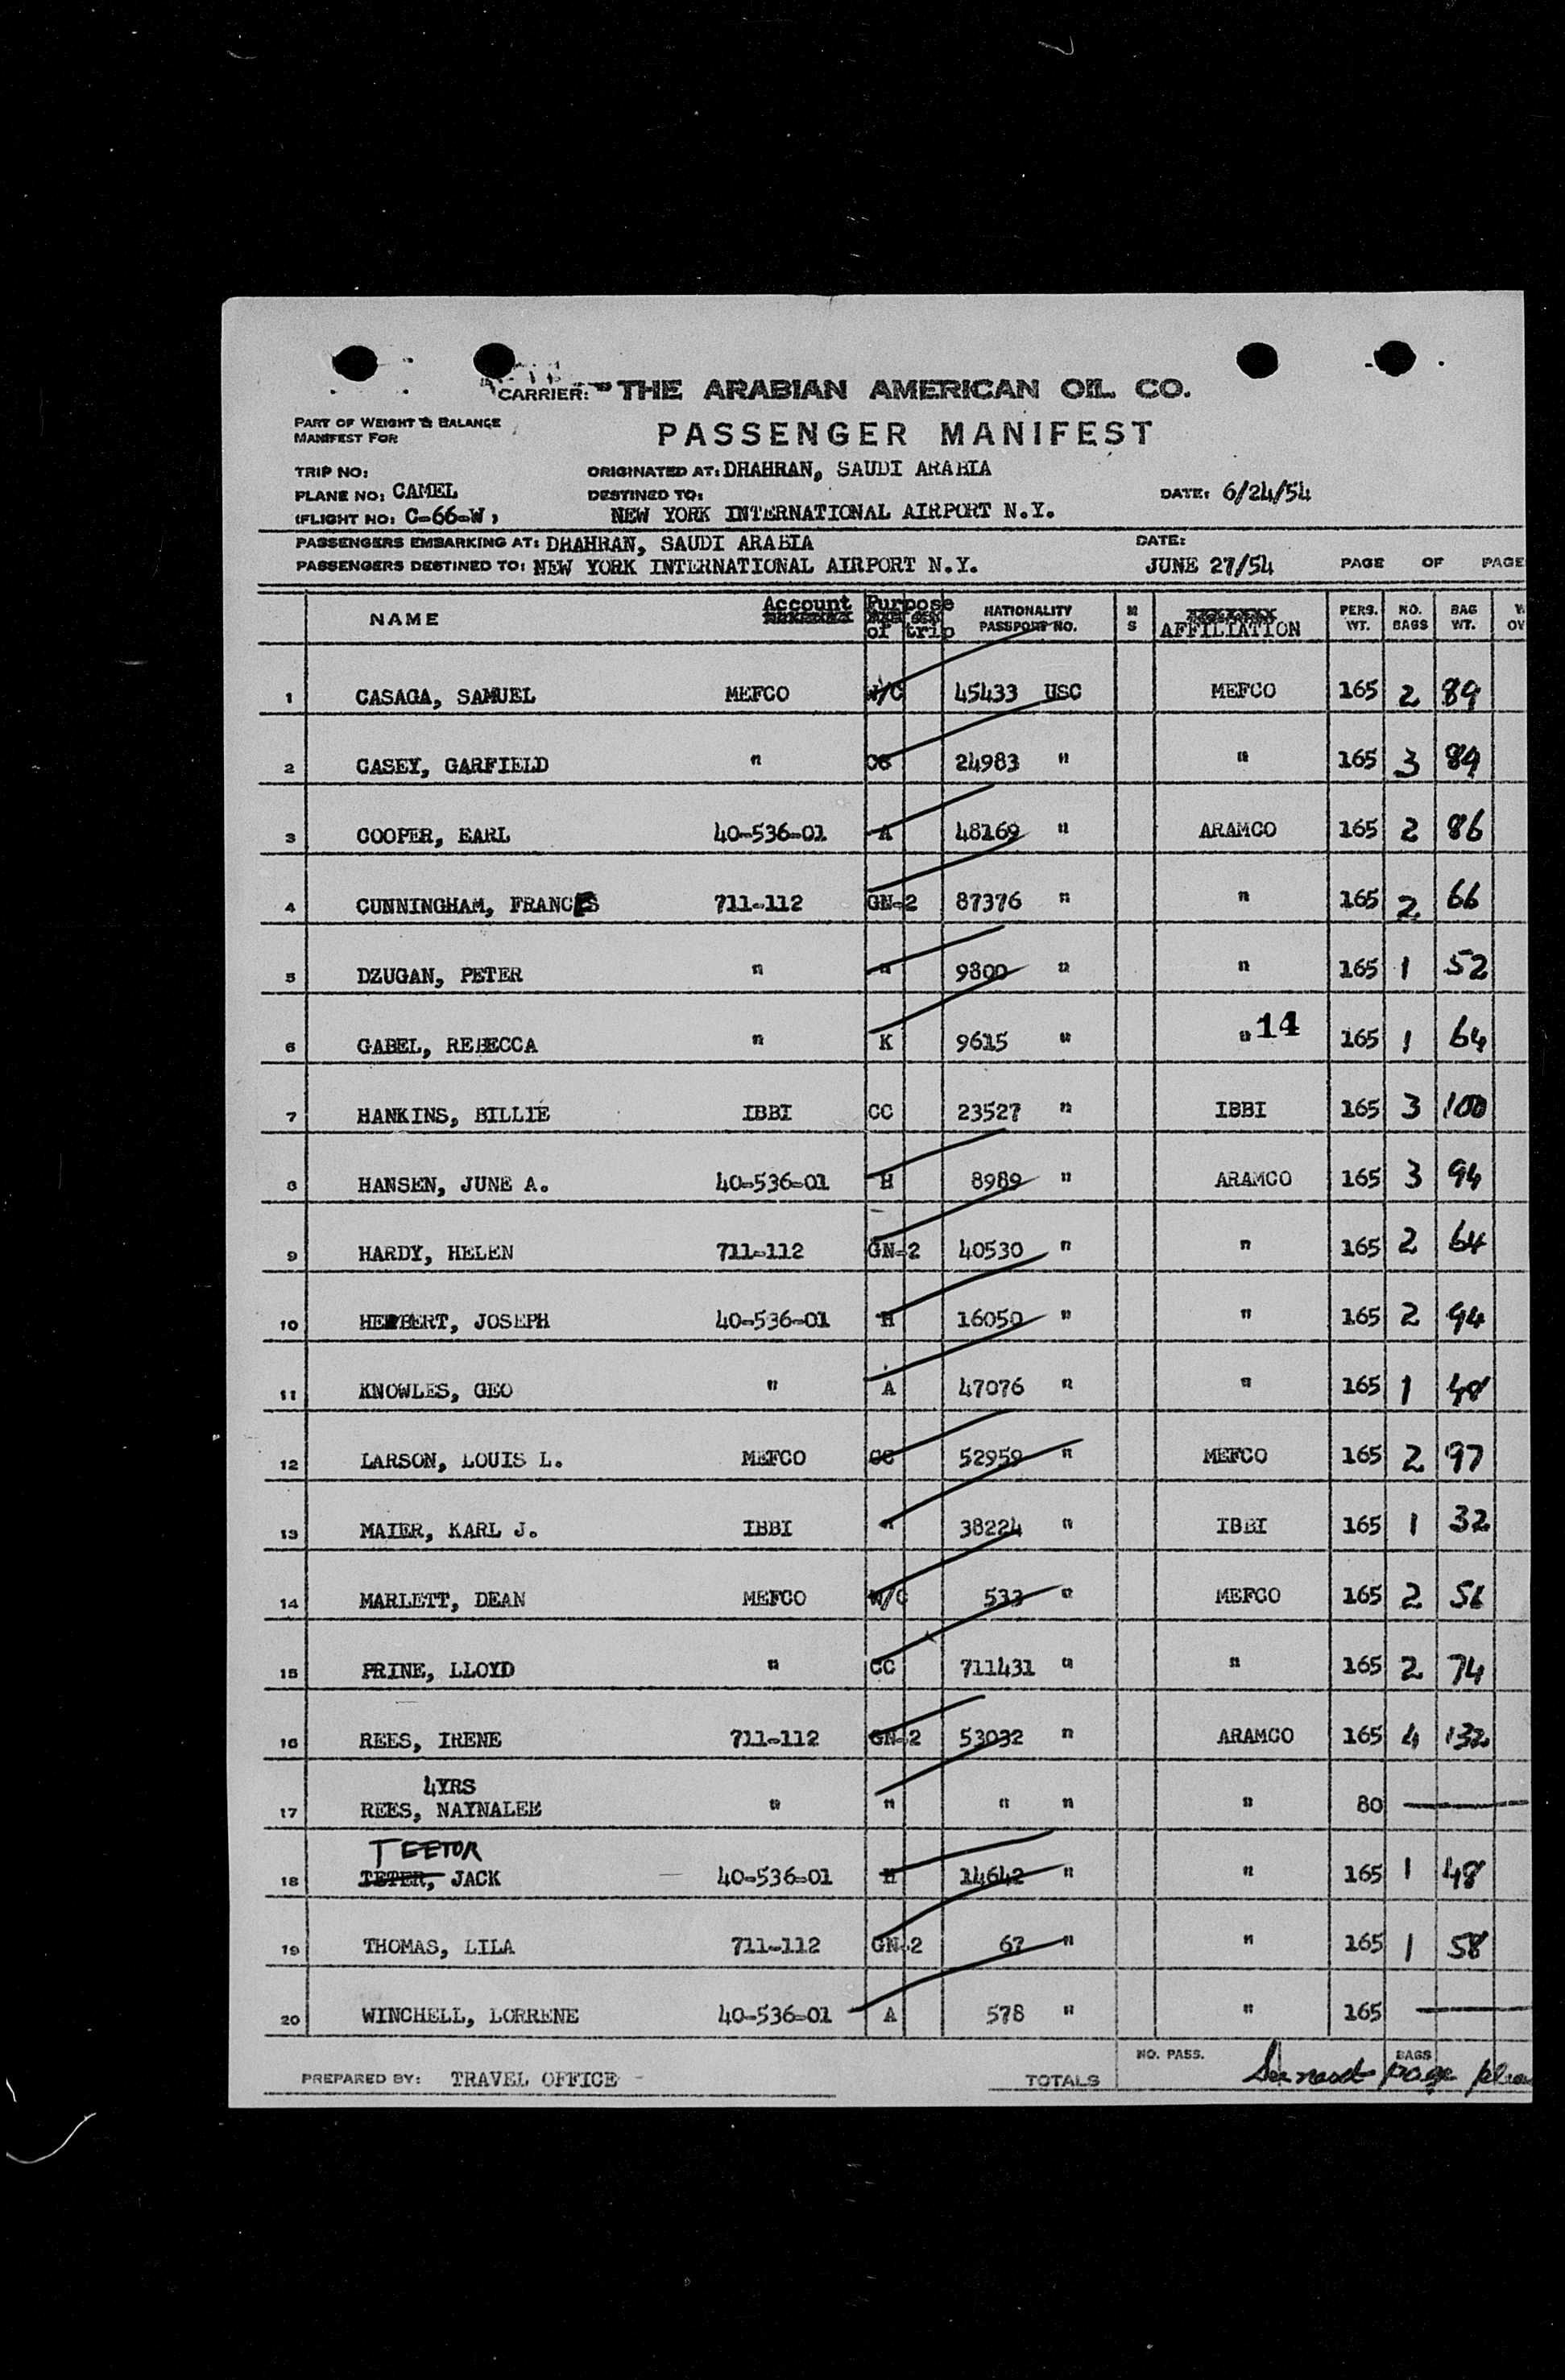 CARRIER: THE ARABIAN AMERICAN OIL CO.
PART OF WEIGHT & BALANCE
MANIFEST FOR
PASSENGER MANIFEST
TRIP NO: ORIGINATED AT: DHAHRAN, SAUDI ARABIA
PLANE NO: CAMEL DESTINED TO: DATE: 6/24/54
(FLIGHT NO: C-66-W) NEW YORK INTERNATIONAL AIRPORT N.Y.
PASSENGERS EMBARKING AT: DHAHRAN, SAUDI ARABIA DATE:
PASSENGERS DESTINED TO: NEW YORK INTERNATIONAL AIRPORT N.Y. JUNE 27/54 PAGE OF PAGE
NAME Account Purpose of trip NATIONALITY PASSPORT NO. M S AFFILIATION PERS. WT. NO. BAGS BAG WT.
1 CASAGA, SAMUEL MEFCO W/C 45433 USC MEFCO 165 2 89
2 CASEY, GARFIELD " CC 24983 " " 165 3 89
3 COOPER, EARL 40-536-01 A 48169 " ARAMCO 165 2 86
4 CUNNINGHAM, FRANCES 711-112 GN-2 87376 " " 165 2 66
5 DZUGAN, PETER " " 9800 " " 165 1 52
6 GABEL, REBECCA " K 9615 " " 14 165 1 64
7 HANKINS, BILLIE IBBI CC 23527 " IBBI 165 3 100
8 HANSEN, JUNE A. 40-536-01 H 8989 " ARAMCO 165 3 94
9 HARDY, HELEN 711-112 GN-2 40530 " " 165 2 64
10 HERBERT, JOSEPH 40-536-01 H 16050 " " 165 2 94
11 KNOWLES, GEO " A 47076 " " 165 1 48
12 LARSON, LOUIS L. MEFCO CC 52959 " MEFCO 165 2 97
13 MAIER, KARL J. IBBI " 38224 " IBBI 165 1 32
14 MARLETT, DEAN MEFCO W/C 533 " MEFCO 165 2 56
15 PRINE, LLOYD " CC 711431 " " 165 2 74
16 REES, IRENE 711-112 GN-2 53032 " ARAMCO 165 4 132
4YRS
17 REES, NAYNALEE " " " " " 80
TEETOR
18 TETER, JACK 40-536-01 H 14642 " " 165 1 48
19 THOMAS, LILA 711-112 GN-2 67 " " 165 1 58
20 WINCHELL, LORRENE 40-536-01 A 578 " " 165
NO. PASS. BAGS
PREPARED BY: TRAVEL OFFICE TOTALS See next page